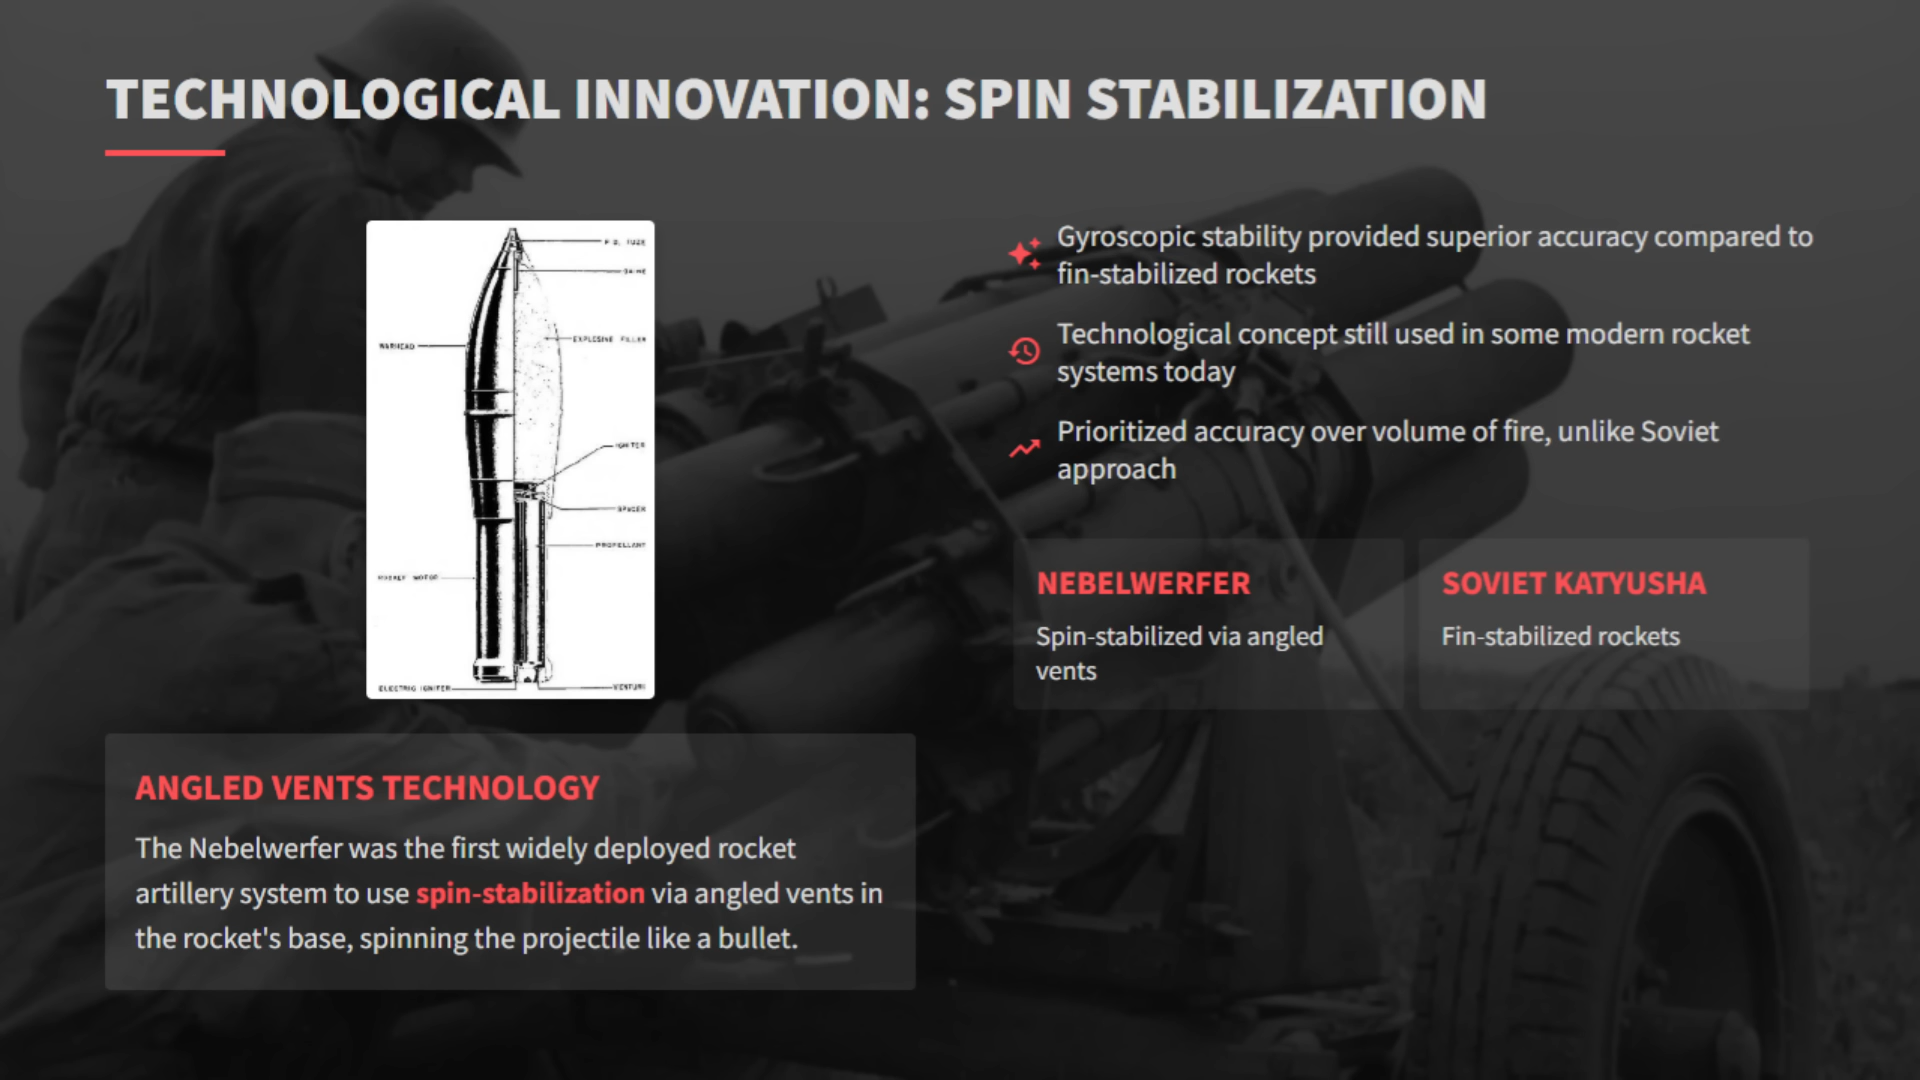 TECHNOLOGICAL INNOVATION: SPIN STABILIZATION
P.D. FUZE
GAINE
WARHEAD
EXPLOSIVE FILLER
IGNITER
SPACER
PROPELLANT
ROCKET MOTOR
ELECTRIC IGNITER
VENTURI
ANGLED VENTS TECHNOLOGY
The Nebelwerfer was the first widely deployed rocket
artillery system to use spin-stabilization via angled vents in
the rocket's base, spinning the projectile like a bullet.
Gyroscopic stability provided superior accuracy compared to
fin-stabilized rockets
Technological concept still used in some modern rocket
systems today
Prioritized accuracy over volume of fire, unlike Soviet
approach
NEBELWERFER
Spin-stabilized via angled
vents
SOVIET KATYUSHA
Fin-stabilized rockets